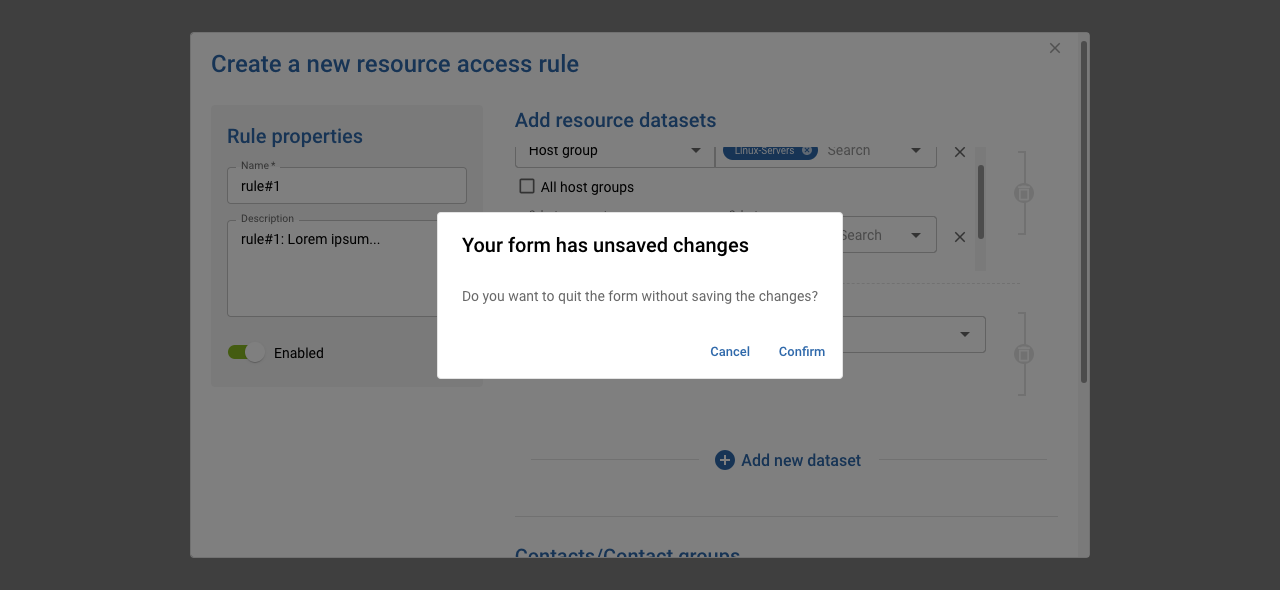 Create a new resource access rule
Rule properties
Name *
rule#1
Description
rule#1: Lorem ipsum...
Enabled
Add resource datasets
Host group
Linux-Servers
Search
All host groups
Search
Your form has unsaved changes
Do you want to quit the form without saving the changes?
Cancel
Confirm
Add new dataset
Contacts/Contact groups